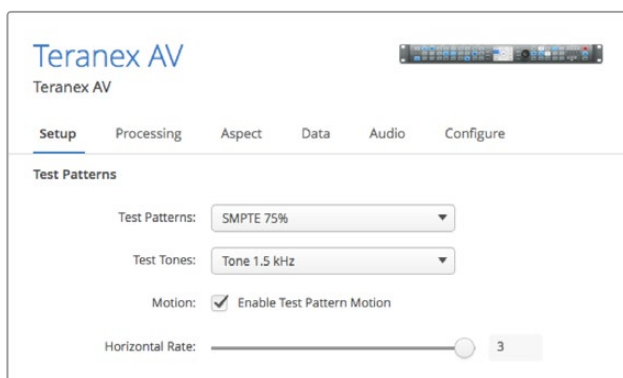 Teranex AV
Teranex AV
Setup Processing Aspect Data Audio Configure
Test Patterns
Test Patterns: SMPTE 75%
Test Tones: Tone 1.5 kHz
Motion: Enable Test Pattern Motion
Horizontal Rate: 3